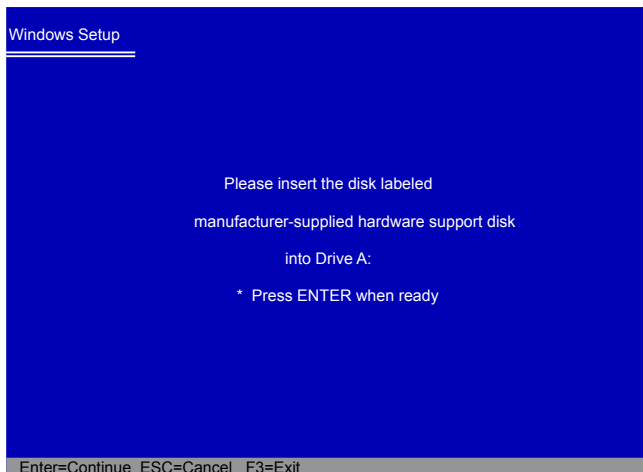 Windows Setup
Please insert the disk labeled
manufacturer-supplied hardware support disk
into Drive A:
* Press ENTER when ready
Enter=Continue ESC=Cancel F3=Exit